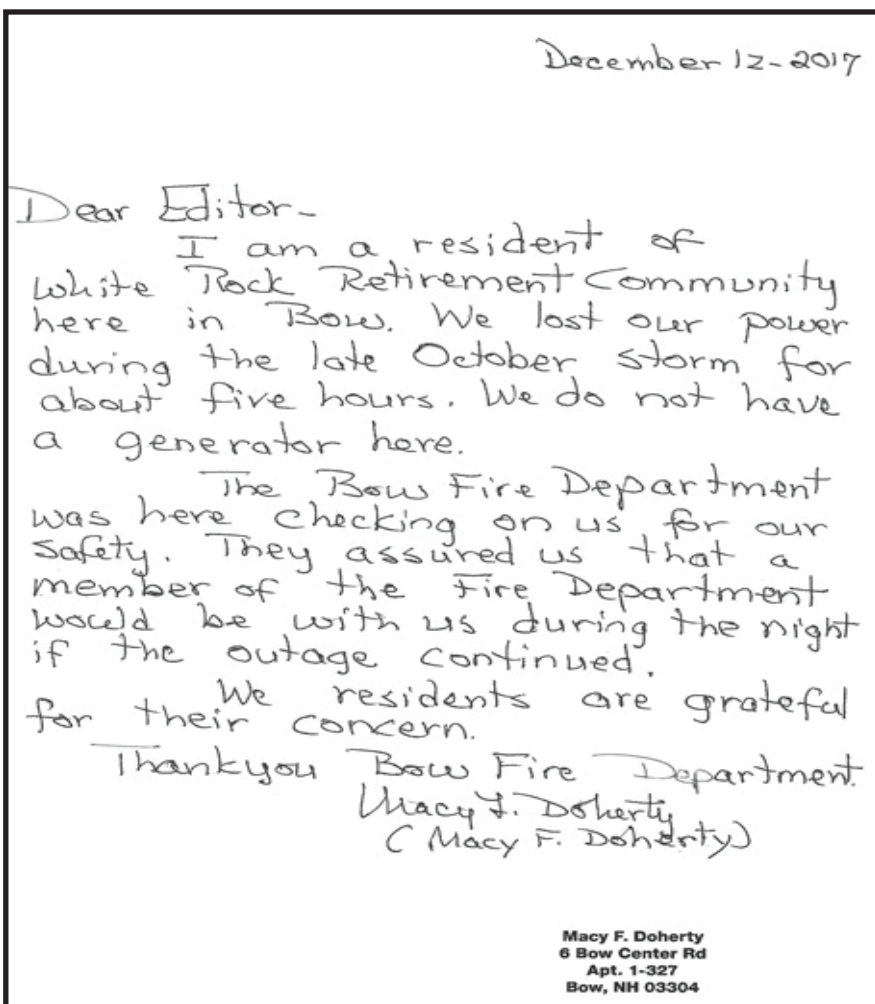 December 12-2017
Dear Editor-
I am a resident of
White Rock Retirement Community
here in Bow. We lost our power
during the late October storm for
about five hours. We do not have
a generator here.
The Bow Fire Department
was here checking on us for our
safety. They assured us that a
member of the Fire Department
would be with us during the night
if the outage continued.
We residents are grateful
for their concern.
Thankyou Bow Fire Department.
Macy F. Doherty
(Macy F. Doherty)
Macy F. Doherty
6 Bow Center Rd
Apt. 1-327
Bow, NH 03304